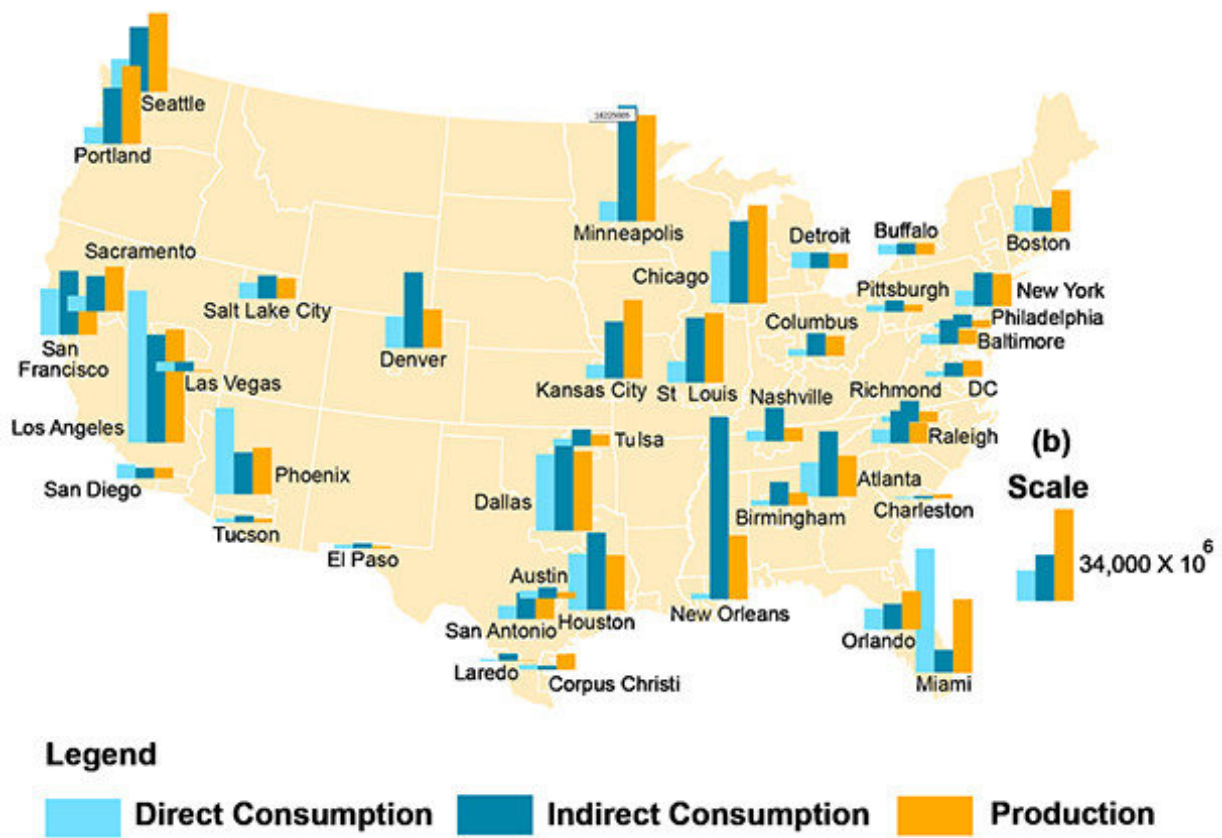 Seattle
Portland
Minneapolis
Sacramento
Salt Lake City
Chicago
Detroit
Buffalo
Boston
San
Francisco
Las Vegas
Denver
Kansas City
St Louis
Columbus
Pittsburgh
New York
Philadelphia
Baltimore
Los Angeles
Nashville
Richmond
DC
Raleigh
San Diego
Phoenix
Tucson
El Paso
Tulsa
Dallas
Birmingham
Atlanta
Charleston
(b)
Scale
34,000 X 10⁶
Austin
San Antonio
Houston
New Orleans
Orlando
Miami
Laredo
Corpus Christi
Legend
Direct Consumption
Indirect Consumption
Production